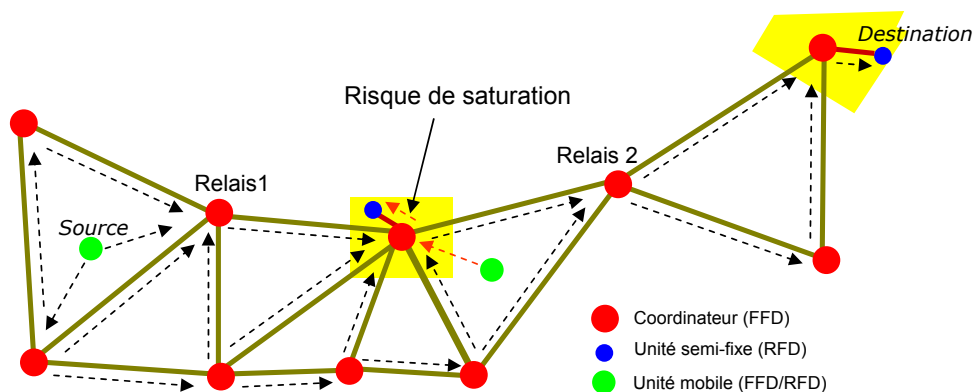 Destination
Risque de saturation
Relais 2
Relais1
Source
Coordinateur (FFD)
Unité semi-fixe (RFD)
Unité mobile (FFD/RFD)